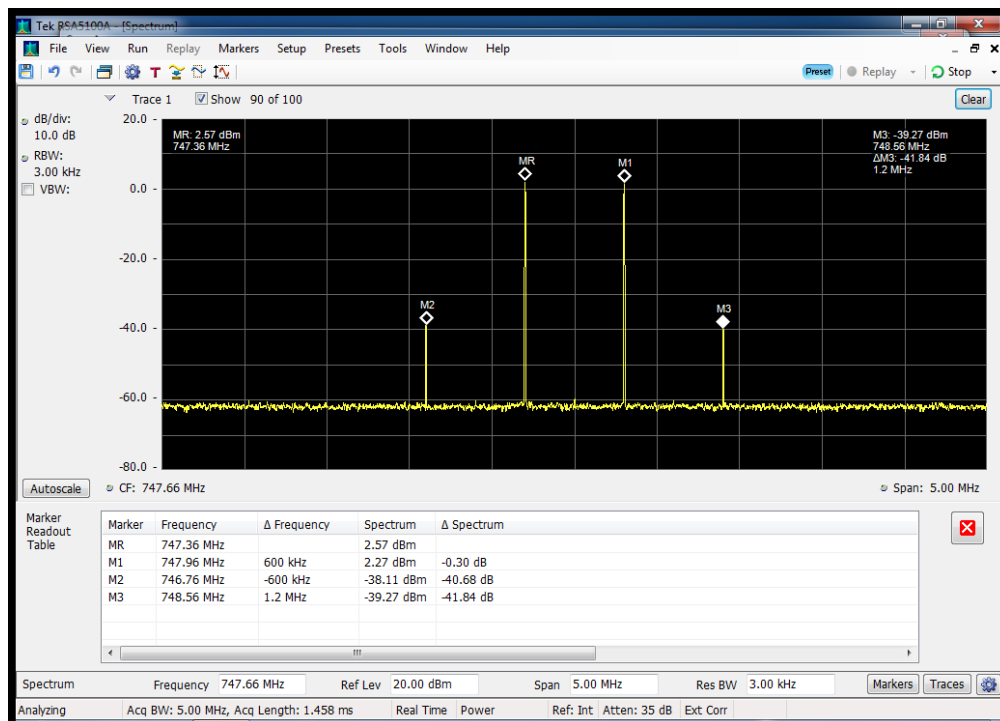 Tek RSA5100A - [Spectrum]
File View Run Replay Markers Setup Presets Tools Window Help
Preset Replay Stop
Trace 1 Show 90 of 100 Clear
dB/div:
10.0 dB
RBW:
3.00 kHz
VBW:
20.0
0.0
-20.0
-40.0
-60.0
-80.0
MR: 2.57 dBm
747.36 MHz
M3: -39.27 dBm
748.56 MHz
ΔM3: -41.84 dB
1.2 MHz
MR
M1
M2
M3
Autoscale CF: 747.66 MHz Span: 5.00 MHz
Marker
Readout
Table
Marker Frequency Δ Frequency Spectrum Δ Spectrum
MR 747.36 MHz 2.57 dBm
M1 747.96 MHz 600 kHz 2.27 dBm -0.30 dB
M2 746.76 MHz -600 kHz -38.11 dBm -40.68 dB
M3 748.56 MHz 1.2 MHz -39.27 dBm -41.84 dB
Spectrum Frequency 747.66 MHz Ref Lev 20.00 dBm Span 5.00 MHz Res BW 3.00 kHz Markers Traces
Analyzing Acq BW: 5.00 MHz, Acq Length: 1.458 ms Real Time Power Ref: Int Atten: 35 dB Ext Corr